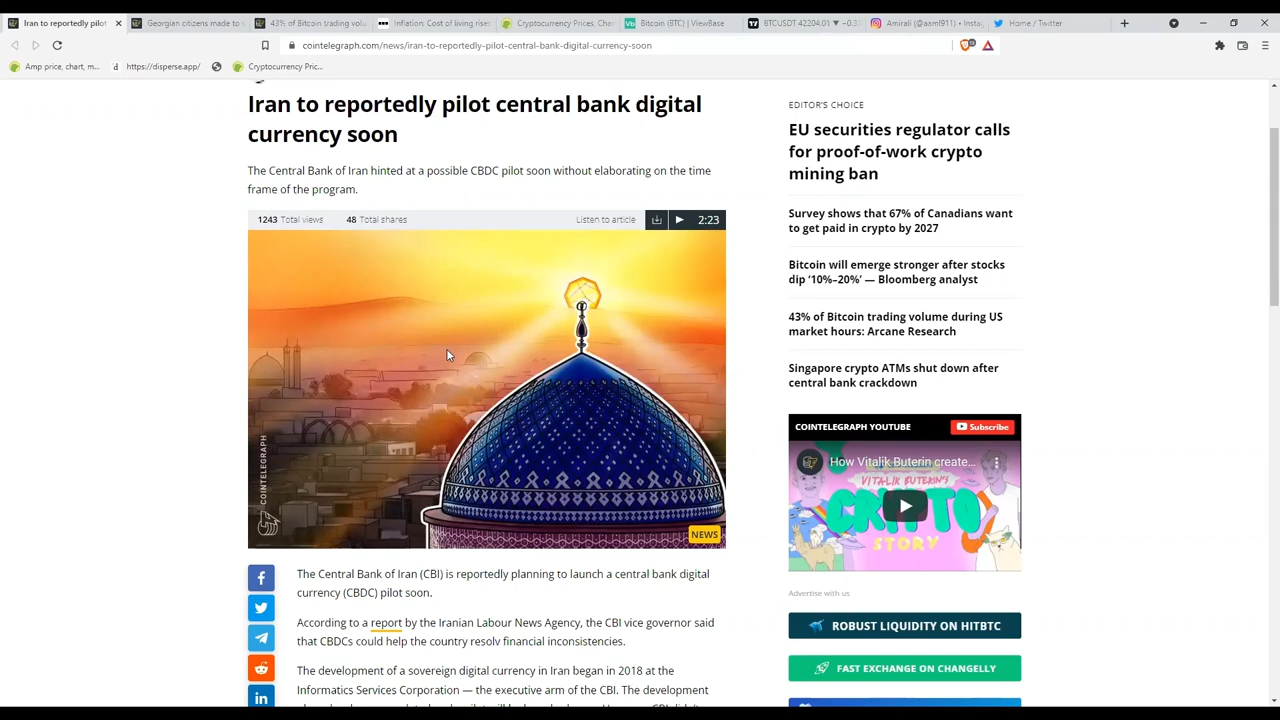 Iran to reportedly pilot
Georgian citizens made to s
43% of Bitcoin trading volu
Inflation: Cost of living rises
Cryptocurrency Prices, Char
Bitcoin (BTC) | ViewBase
BTCUSDT 42204.01 ▼ −0.3
Amirali (@aaml911) • Insta
Home / Twitter
cointelegraph.com/news/iran-to-reportedly-pilot-central-bank-digital-currency-soon
Amp price, chart, m...
https://disperse.app/
Cryptocurrency Pric...
Iran to reportedly pilot central bank digital
currency soon
The Central Bank of Iran hinted at a possible CBDC pilot soon without elaborating on the time
frame of the program.
1243 Total views
48 Total shares
Listen to article
2:23
COINTELEGRAPH
NEWS
The Central Bank of Iran (CBI) is reportedly planning to launch a central bank digital
currency (CBDC) pilot soon.
According to a report by the Iranian Labour News Agency, the CBI vice governor said
that CBDCs could help the country resolv financial inconsistencies.
The development of a sovereign digital currency in Iran began in 2018 at the
Informatics Services Corporation — the executive arm of the CBI. The development
EDITOR'S CHOICE
EU securities regulator calls
for proof-of-work crypto
mining ban
Survey shows that 67% of Canadians want
to get paid in crypto by 2027
Bitcoin will emerge stronger after stocks
dip ‘10%–20%’ — Bloomberg analyst
43% of Bitcoin trading volume during US
market hours: Arcane Research
Singapore crypto ATMs shut down after
central bank crackdown
COINTELEGRAPH YOUTUBE
Subscribe
How Vitalik Buterin create...
VITALIK BUTERIN'S
CRYPTO
STORY
Advertise with us
ROBUST LIQUIDITY ON HITBTC
FAST EXCHANGE ON CHANGELLY